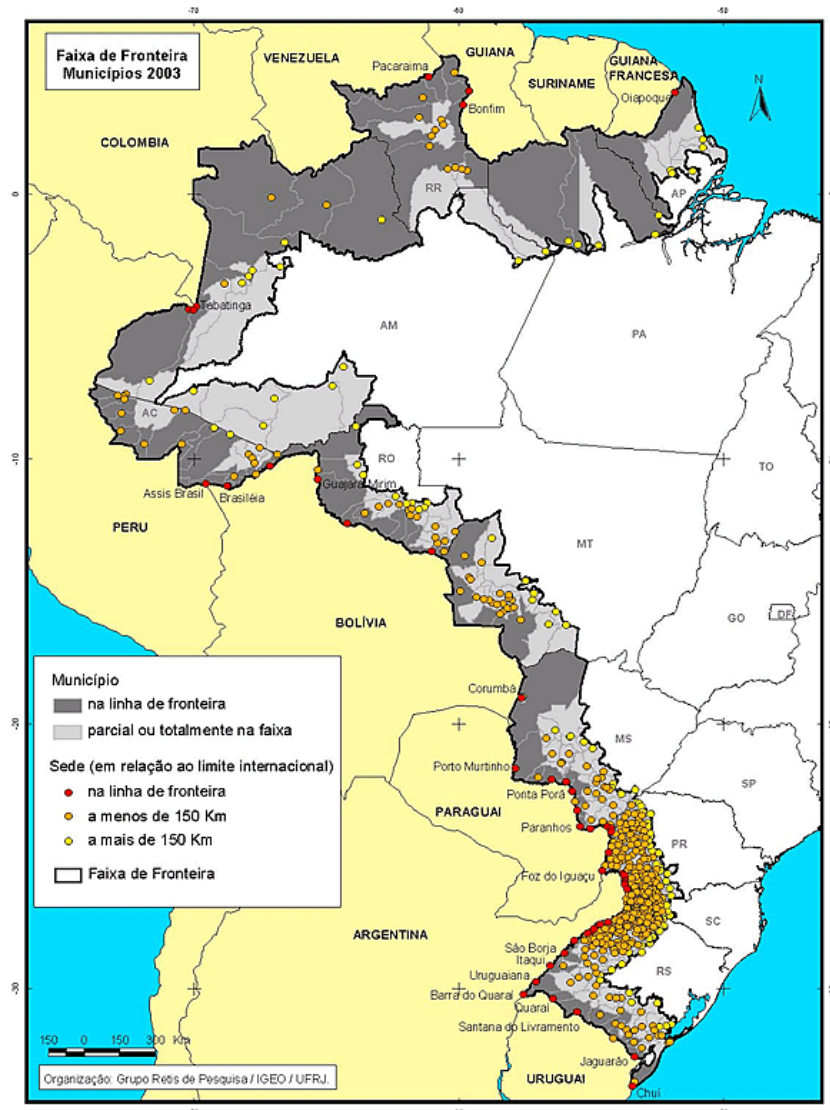 -70
-60
-50
Faixa de Fronteira
Municípios 2003
VENEZUELA
GUIANA
SURINAME
GUIANA
FRANCESA
Pacaraima
Bonfim
Oiapoque
N
COLOMBIA
RR
AP
0
Tabatinga
AM
PA
AC
RO
-10
TO
Assis Brasil
Brasiléia
Guajará-Mirim
PERU
MT
BOLÍVIA
GO
DF
Município
na linha de fronteira
parcial ou totalmente na faixa
Sede (em relação ao limite internacional)
na linha de fronteira
a menos de 150 Km
a mais de 150 Km
Faixa de Fronteira
Corumbá
-20
MS
Porto Murtinho
SP
Ponta Porã
PARAGUAI
Paranhos
PR
Foz do Iguaçu
SC
ARGENTINA
São Borja
Itaqui
RS
Uruguaiana
-30
Barra do Quaraí
Quaraí
Santana do Livramento
150 0 150 300 Km
Jaguarão
Organização: Grupo Retis de Pesquisa / IGEO / UFRJ.
URUGUAI
Chuí